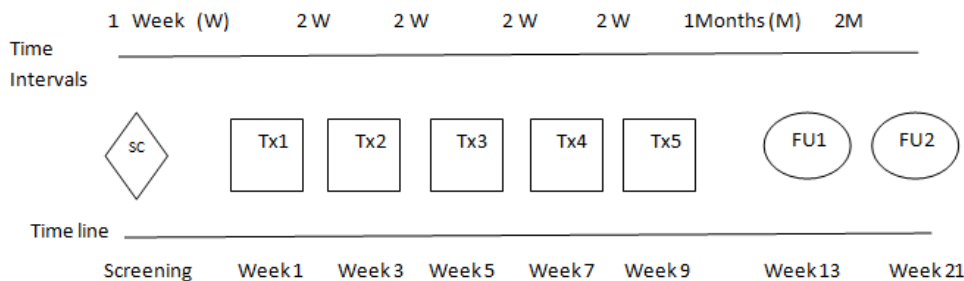 1 Week (W) 2 W 2 W 2 W 2 W 1Months (M) 2M
Time
Intervals
sc Tx1 Tx2 Tx3 Tx4 Tx5 FU1 FU2
Time line
Screening Week 1 Week 3 Week 5 Week 7 Week 9 Week 13 Week 21